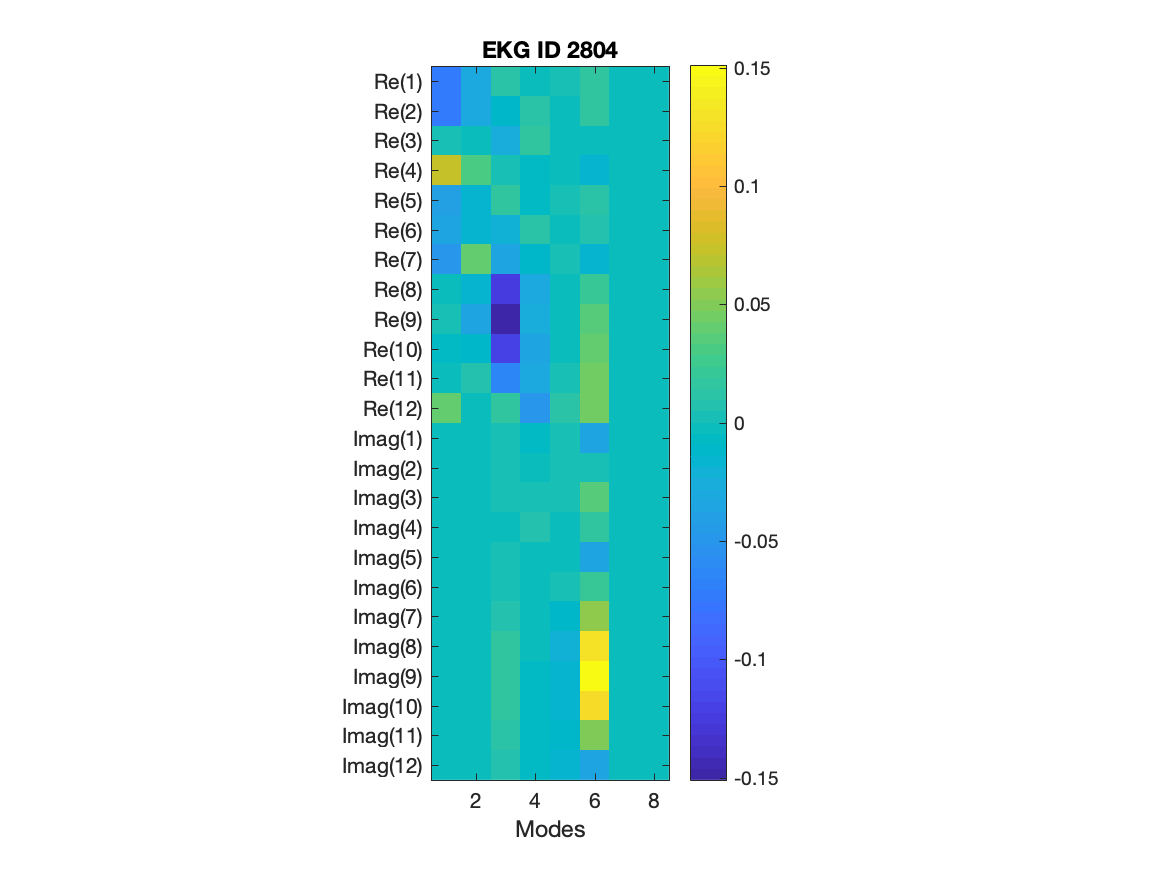 EKG ID 2804
Re(1)
Re(2)
Re(3)
Re(4)
Re(5)
Re(6)
Re(7)
Re(8)
Re(9)
Re(10)
Re(11)
Re(12)
Imag(1)
Imag(2)
Imag(3)
Imag(4)
Imag(5)
Imag(6)
Imag(7)
Imag(8)
Imag(9)
Imag(10)
Imag(11)
Imag(12)
2 4 6 8
Modes
0.15
0.1
0.05
0
-0.05
-0.1
-0.15